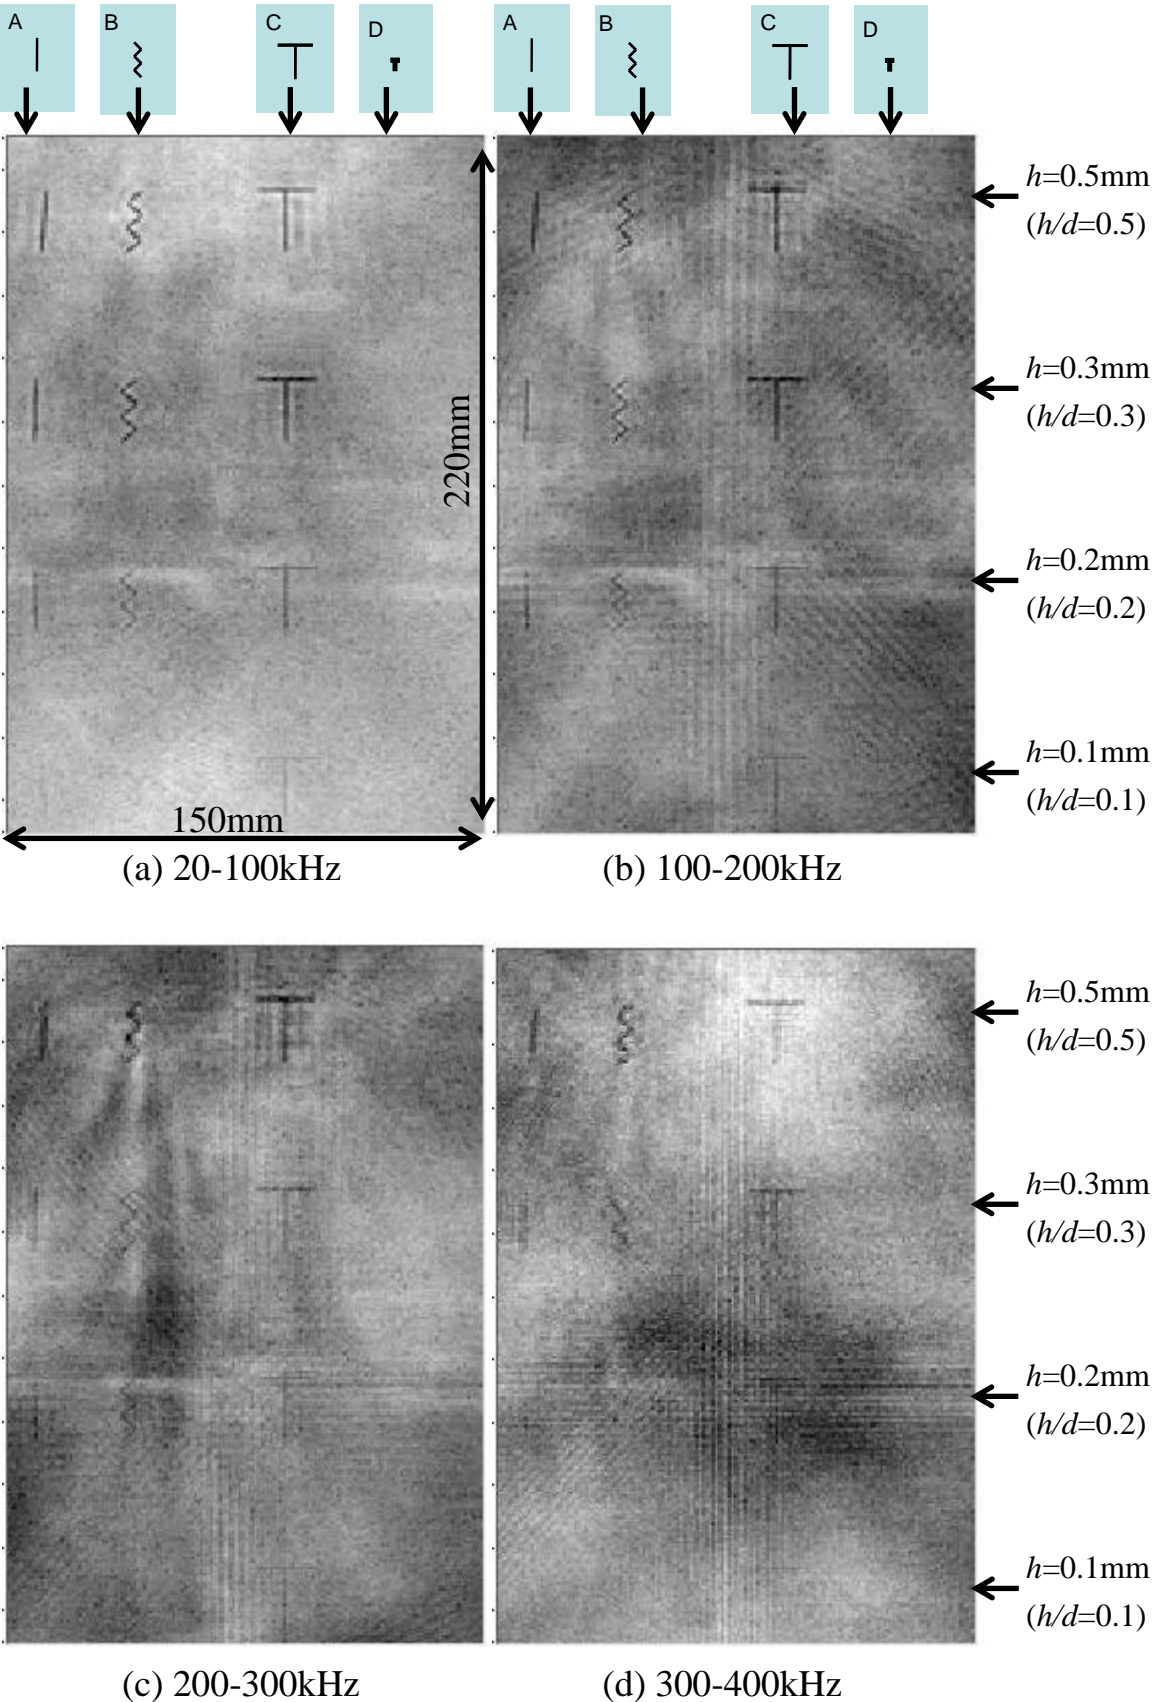 A B C D A B C D
h=0.5mm
(h/d=0.5)
h=0.3mm
(h/d=0.3)
220mm
h=0.2mm
(h/d=0.2)
h=0.1mm
(h/d=0.1)
150mm
(a) 20-100kHz (b) 100-200kHz
h=0.5mm
(h/d=0.5)
h=0.3mm
(h/d=0.3)
h=0.2mm
(h/d=0.2)
h=0.1mm
(h/d=0.1)
(c) 200-300kHz (d) 300-400kHz